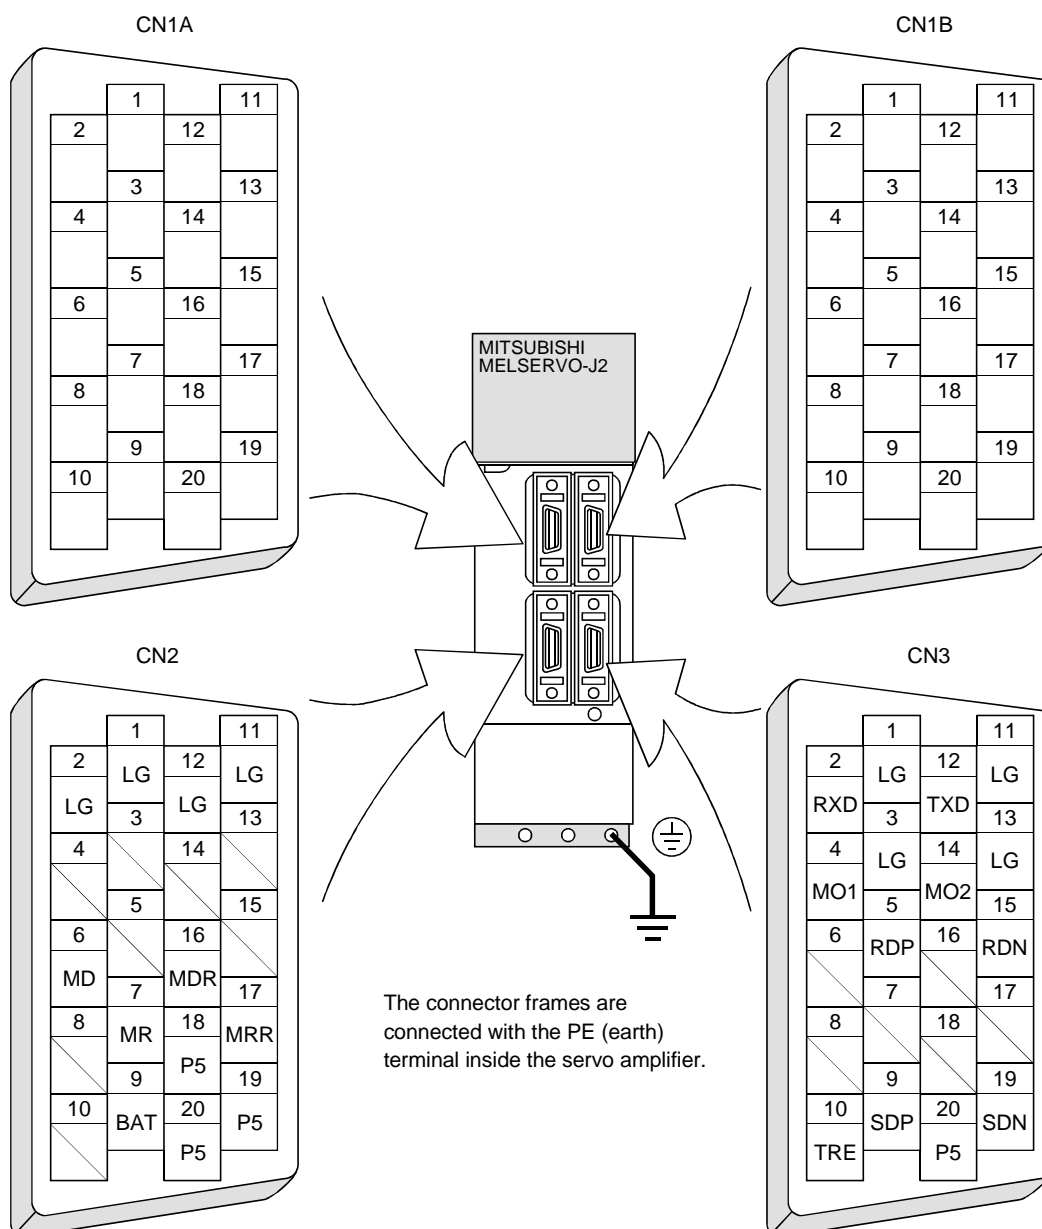 CN1A
CN1B
1 11
2 12
3 13
4 14
5 15
6 16
7 17
8 18
9 19
10 20
1 11
2 12
3 13
4 14
5 15
6 16
7 17
8 18
9 19
10 20
MITSUBISHI
MELSERVO-J2
CN2
CN3
1 11
2 12
LG LG
LG LG
3 13
4 14
5 15
6 16
MD MDR
7 17
8 18
MR MRR
P5
9 19
10 20
BAT P5
P5
1 11
2 12
LG LG
RXD TXD
3 13
4 14
LG LG
MO1 MO2
5 15
6 16
RDP RDN
7 17
8 18
9 19
10 20
SDP SDN
TRE P5
The connector frames are
connected with the PE (earth)
terminal inside the servo amplifier.